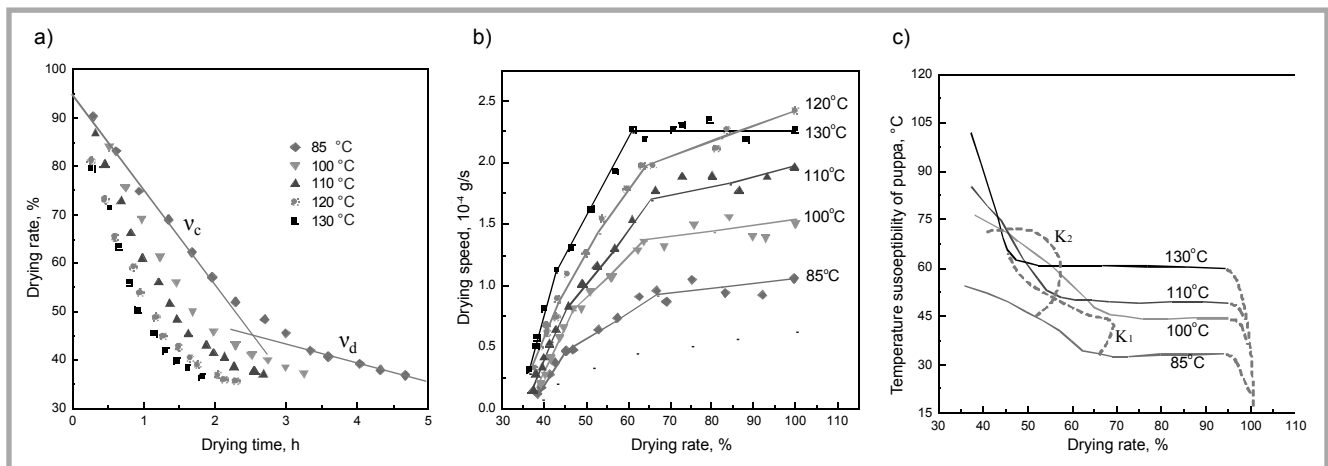 a)
100
90
80
70
60
50
40
30
0
1
2
3
4
5
Drying rate, %
Drying time, h
85 °C
100 °C
110 °C
120 °C
130 °C
νc
νd
b)
2.5
2.0
1.5
1.0
0.5
0.0
30 40 50 60 70 80 90 100 110
Drying speed, 10⁻⁴ g/s
Drying rate, %
120°C
130°C
110°C
100°C
85°C
c)
120
105
90
75
60
45
30
15
30 40 50 60 70 80 90 100 110
Temperature susoeptibility of puppa, °C
Drying rate, %
K₂
K₁
130°C
110°C
100°C
85°C